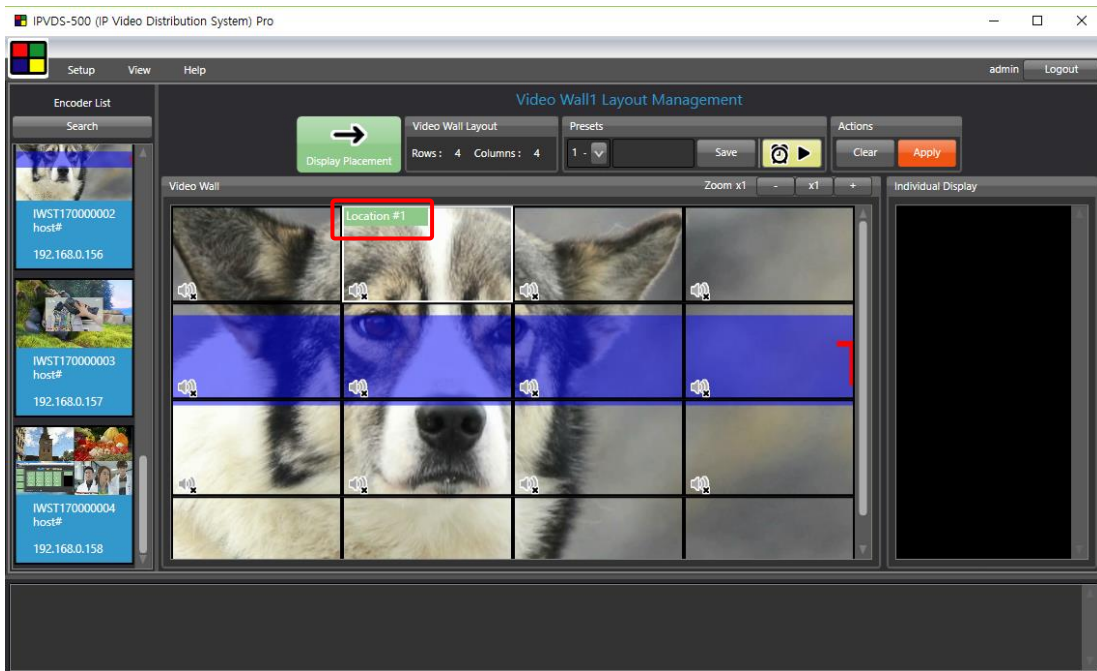 IPVDS-500 (IP Video Distribution System) Pro
Setup View Help
admin Logout
Encoder List
Search
IWST170000002
host#
192.168.0.156
IWST170000003
host#
192.168.0.157
IWST170000004
host#
192.168.0.158
Video Wall1 Layout Management
Display Placement
Video Wall Layout
Rows : 4 Columns : 4
Presets
1 -
Save
Actions
Clear Apply
Video Wall
Zoom x1 - x1 +
Location #1
Individual Display